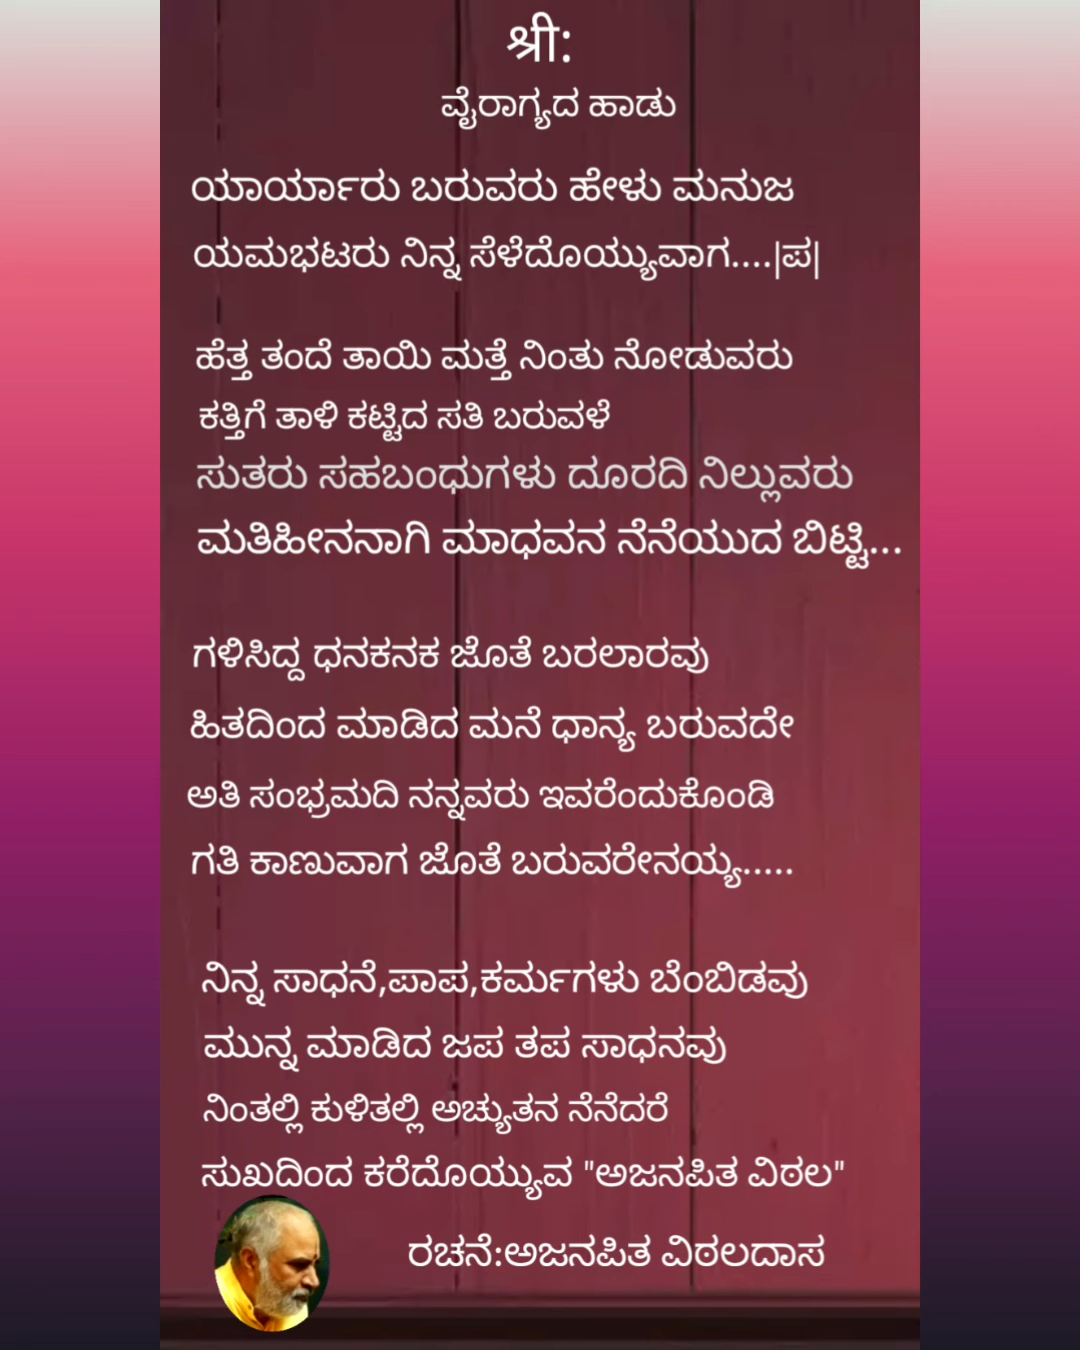 ಶ್ರೀ:
ವೈರಾಗ್ಯದ ಹಾಡು
ಯಾರ್ಯಾರು ಬರುವರು ಹೇಳು ಮನುಜ
ಯಮಭಟರು ನಿನ್ನ ಸೆಳೆದೊಯ್ಯುವಾಗ....|ಪ|
ಹೆತ್ತ ತಂದೆ ತಾಯಿ ಮತ್ತೆ ನಿಂತು ನೋಡುವರು
ಕತ್ತಿಗೆ ತಾಳಿ ಕಟ್ಟಿದ ಸತಿ ಬರುವಳೆ
ಸುತರು ಸಹಬಂಧುಗಳು ದೂರದಿ ನಿಲ್ಲುವರು
ಮತಿಹೀನನಾಗಿ ಮಾಧವನ ನೆನೆಯುದ ಬಿಟ್ಟಿ...
ಗಳಿಸಿದ್ದ ಧನಕನಕ ಜೊತೆ ಬರಲಾರವು
ಹಿತದಿಂದ ಮಾಡಿದ ಮನೆ ಧಾನ್ಯ ಬರುವದೇ
ಅತಿ ಸಂಭ್ರಮದಿ ನನ್ನವರು ಇವರೆಂದುಕೊಂಡಿ
ಗತಿ ಕಾಣುವಾಗ ಜೊತೆ ಬರುವರೇನಯ್ಯ.....
ನಿನ್ನ ಸಾಧನೆ,ಪಾಪ,ಕರ್ಮಗಳು ಬೆಂಬಿಡವು
ಮುನ್ನ ಮಾಡಿದ ಜಪ ತಪ ಸಾಧನವು
ನಿಂತಲ್ಲಿ ಕುಳಿತಲ್ಲಿ ಅಚ್ಯುತನ ನೆನೆದರೆ
ಸುಖದಿಂದ ಕರೆದೊಯ್ಯುವ "ಅಜನಪಿತ ವಿಠಲ"
ರಚನೆ:ಅಜನಪಿತ ವಿಠಲದಾಸ